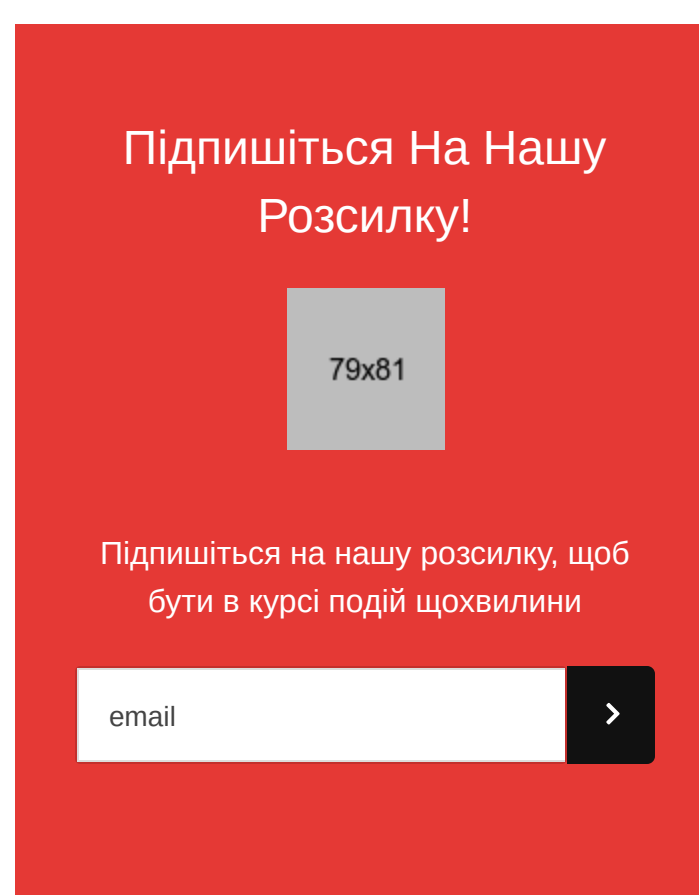 Підпишіться На Нашу
Розсилку!
79x81
Підпишіться на нашу розсилку, щоб
бути в курсі подій щохвилини
email